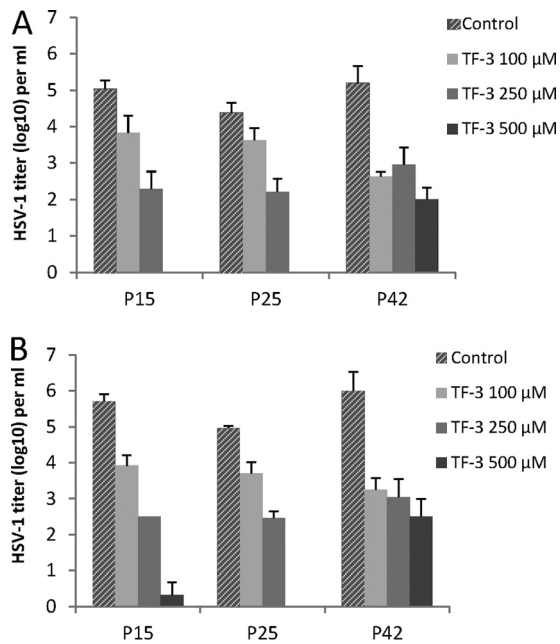 A
HSV-1 titer (log10) per ml
7
6
5
4
3
2
1
0
P15 P25 P42
Control
TF-3 100 μM
TF-3 250 μM
TF-3 500 μM
B
HSV-1 titer (log10) per ml
7
6
5
4
3
2
1
0
P15 P25 P42
Control
TF-3 100 μM
TF-3 250 μM
TF-3 500 μM